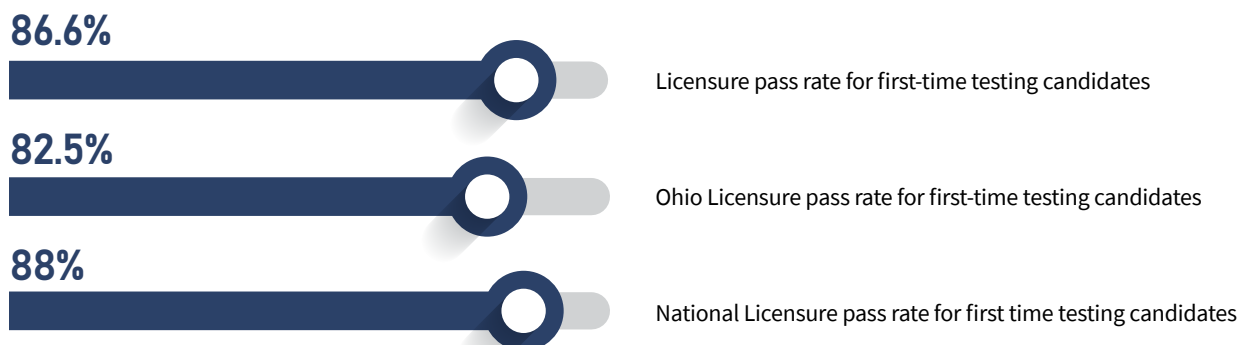 86.6%
Licensure pass rate for first-time testing candidates
82.5%
Ohio Licensure pass rate for first-time testing candidates
88%
National Licensure pass rate for first time testing candidates